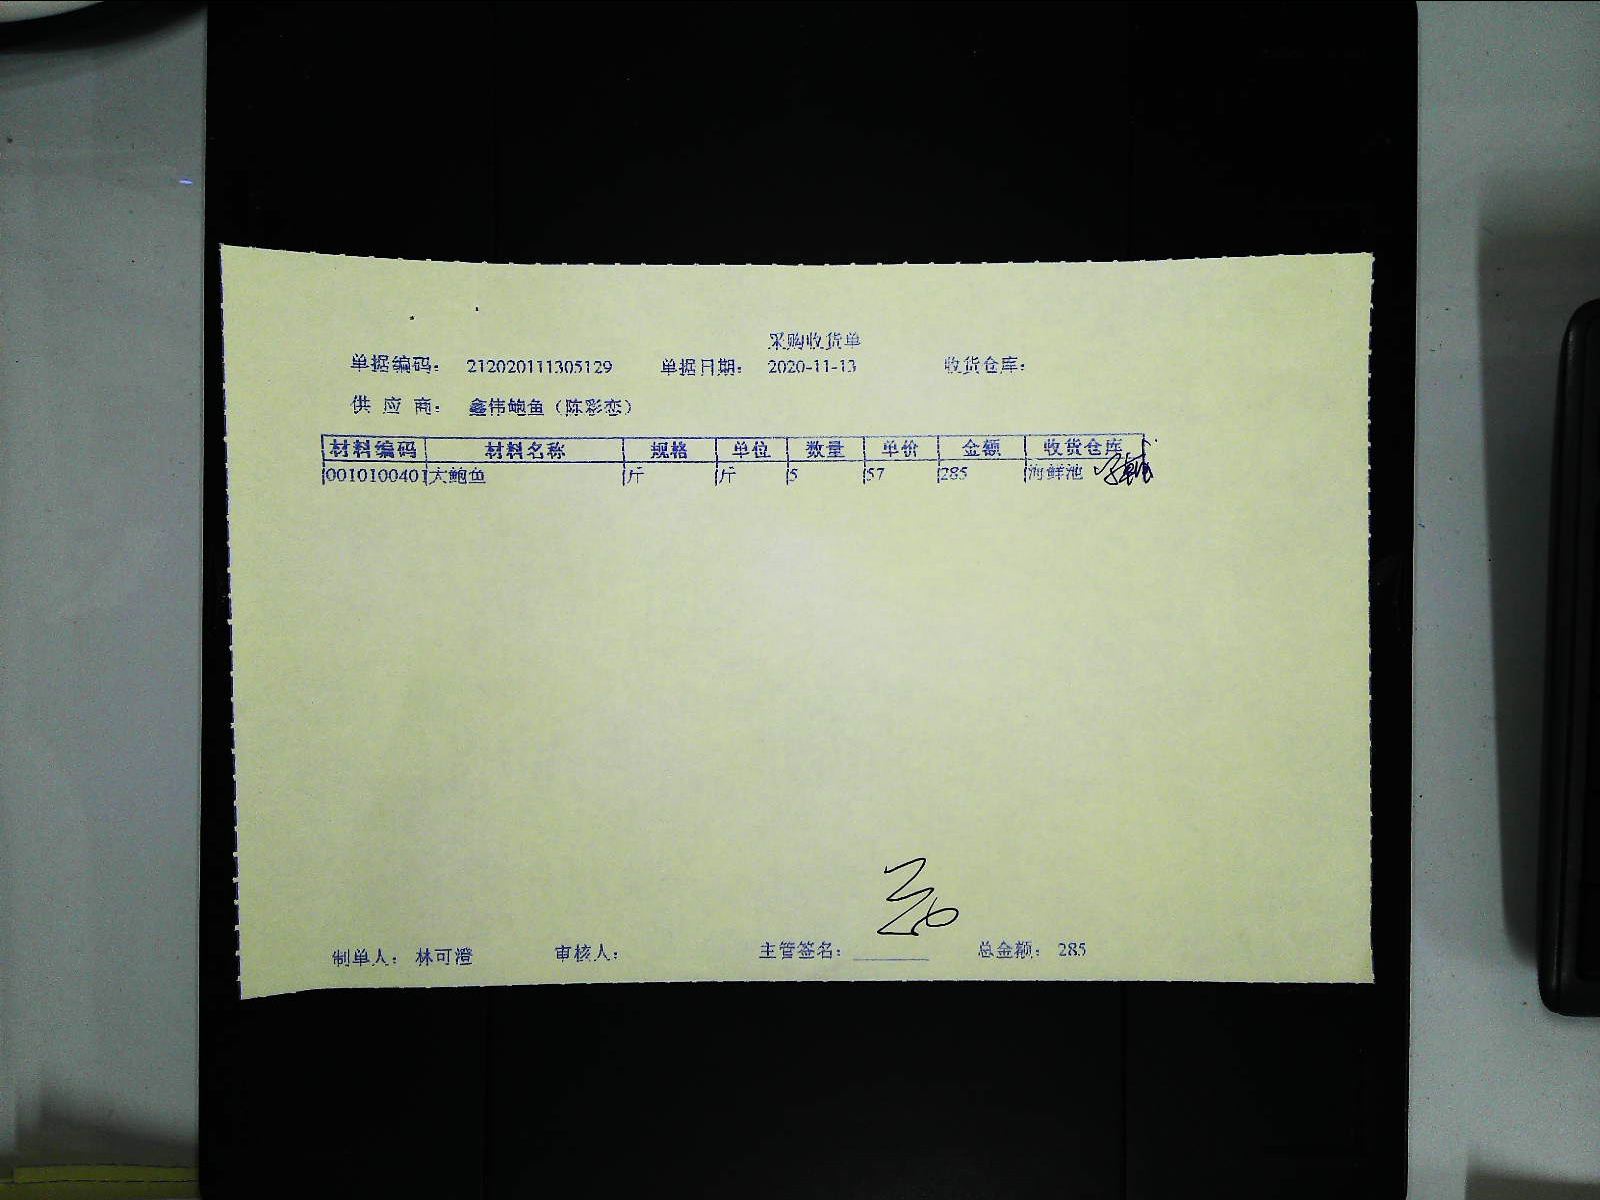 采购收货单
单据编码： 212020111305129 单据日期： 2020-11-13 收货仓库：
供 应 商： 鑫伟鲍鱼（陈彩恋）
材料编码 材料名称 规格 单位 数量 单价 金额 收货仓库
0010100401 大鲍鱼 斤 斤 5 57 285 海鲜池
制单人： 林可澄 审核人： 主管签名： 总金额： 285